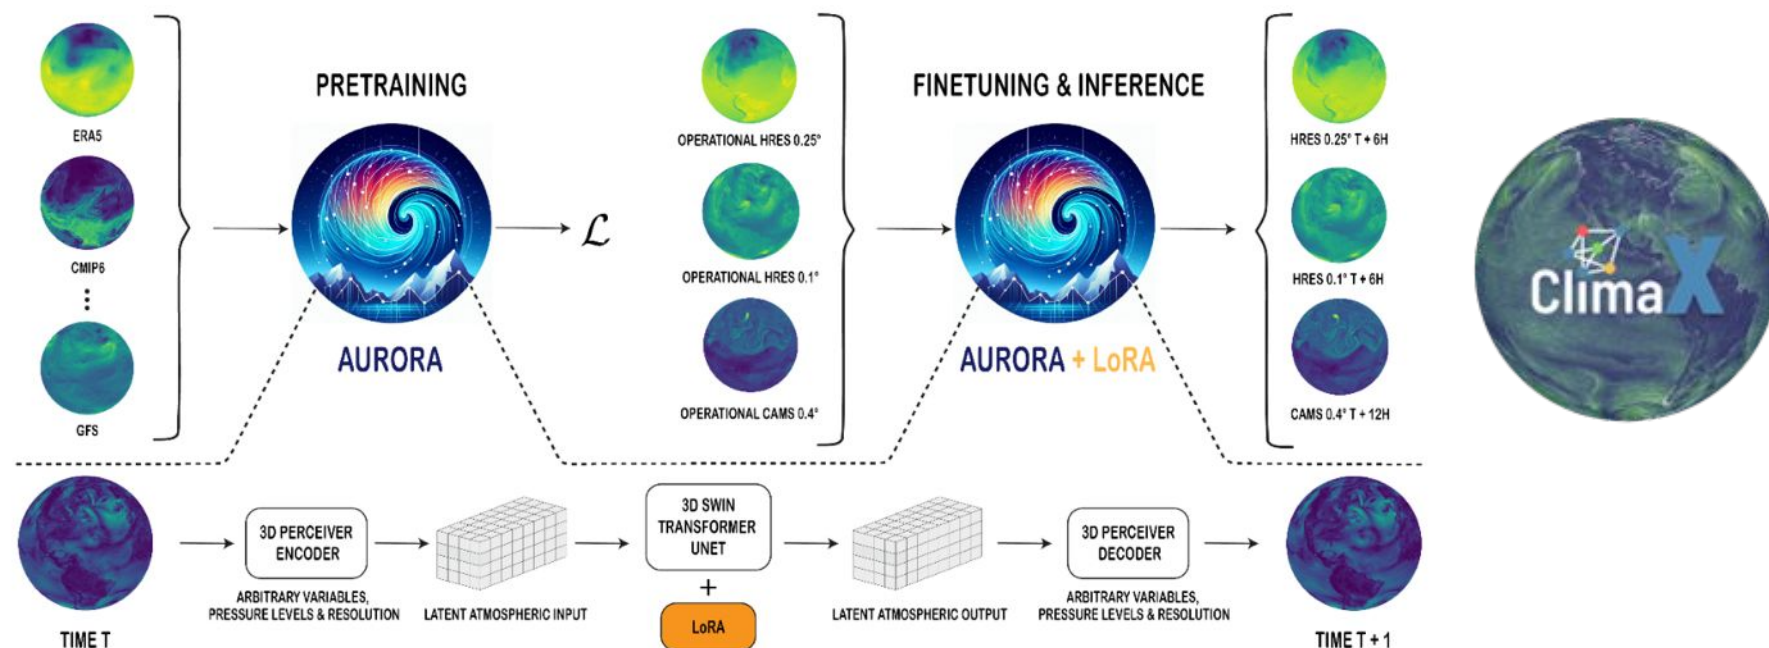 PRETRAINING
FINETUNING & INFERENCE
ERA5
CMIP6
GFS
ℒ
AURORA
OPERATIONAL HRES 0.25°
OPERATIONAL HRES 0.1°
OPERATIONAL CAMS 0.4°
AURORA + LoRA
HRES 0.25° T + 6H
HRES 0.1° T + 6H
CAMS 0.4° T + 12H
ClimaX
TIME T
3D PERCEIVER
ENCODER
ARBITRARY VARIABLES,
PRESSURE LEVELS & RESOLUTION
LATENT ATMOSPHERIC INPUT
3D SWIN
TRANSFORMER
UNET
+
LoRA
LATENT ATMOSPHERIC OUTPUT
3D PERCEIVER
DECODER
ARBITRARY VARIABLES,
PRESSURE LEVELS & RESOLUTION
TIME T + 1